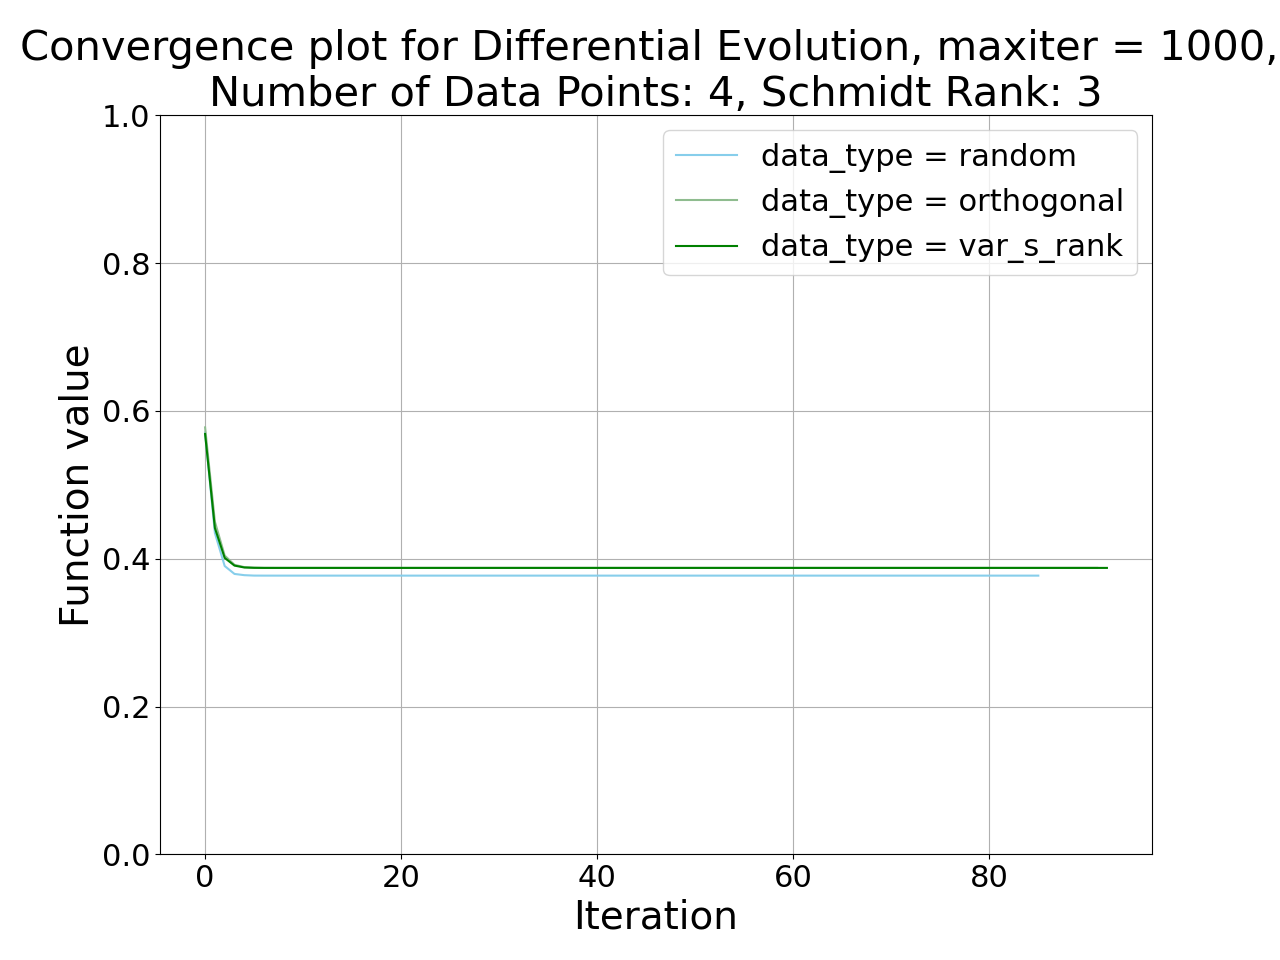 Convergence plot for Differential Evolution, maxiter = 1000,
Number of Data Points: 4, Schmidt Rank: 3
1.0
0.8
0.6
0.4
0.2
0.0
Function value
data_type = random
data_type = orthogonal
data_type = var_s_rank
0 20 40 60 80
Iteration